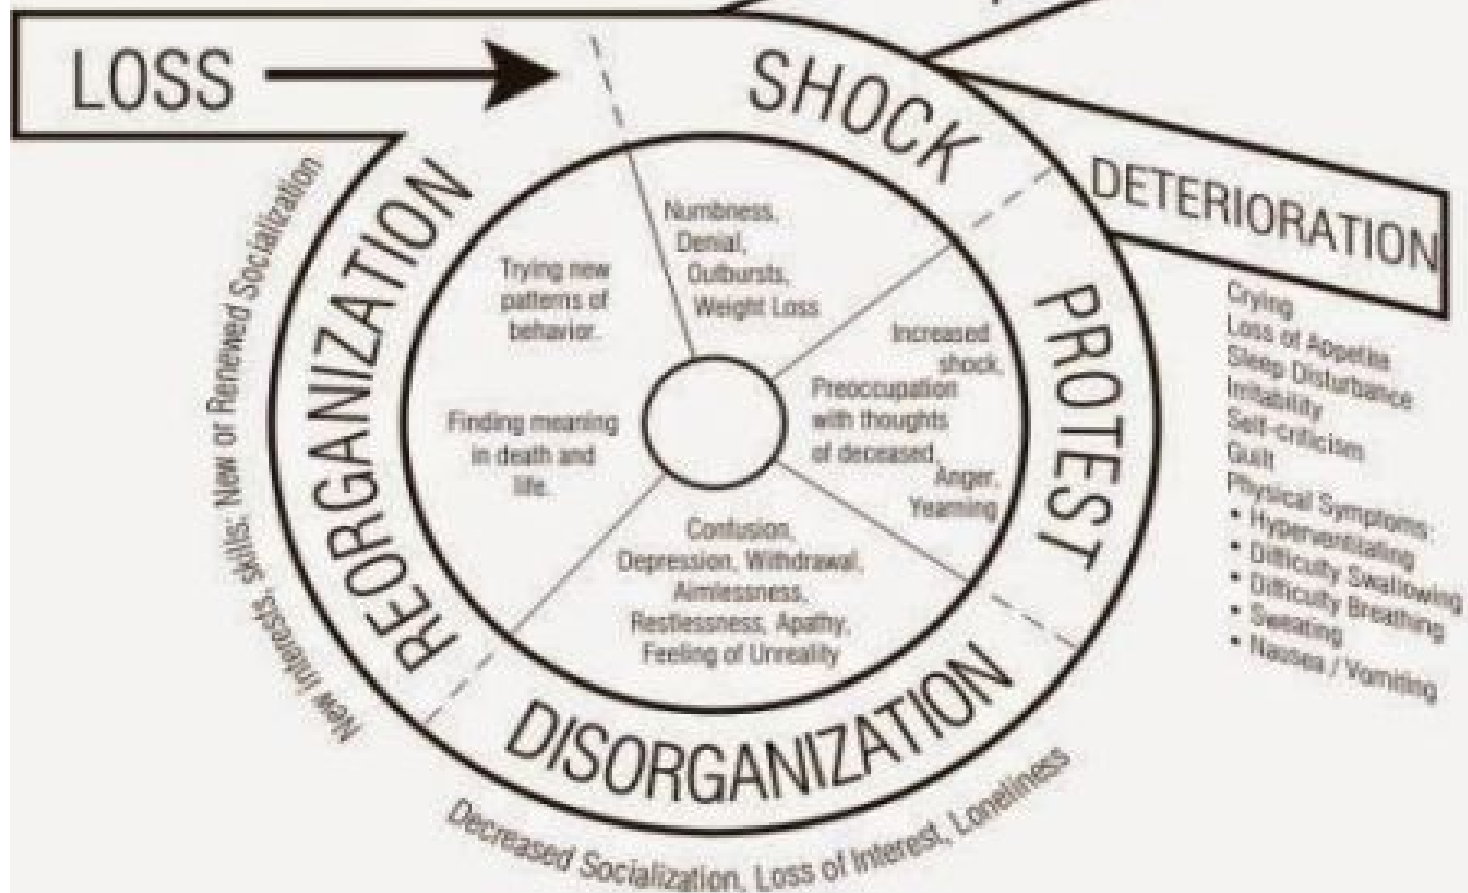 LOSS
SHOCK
DETERIORATION
PROTEST
DISORGANIZATION
REORGANIZATION
Numbness,
Denial,
Outbursts,
Weight Loss
Increased
shock,
Preoccupation
with thoughts
of deceased,
Anger,
Yearning
Confusion,
Depression, Withdrawal,
Aimlessness,
Restlessness, Apathy,
Feeling of Unreality
Trying new
patterns of
behavior.
Finding meaning
in death and
life.
Crying
Loss of Appetite
Sleep Disturbance
Irritability
Self-criticism
Guilt
Physical Symptoms:
• Hyperventilating
• Difficulty Swallowing
• Difficulty Breathing
• Sweating
• Nausea / Vomiting
Decreased Socialization, Loss of Interest, Loneliness
New Interests, skills; New or Renewed Socialization